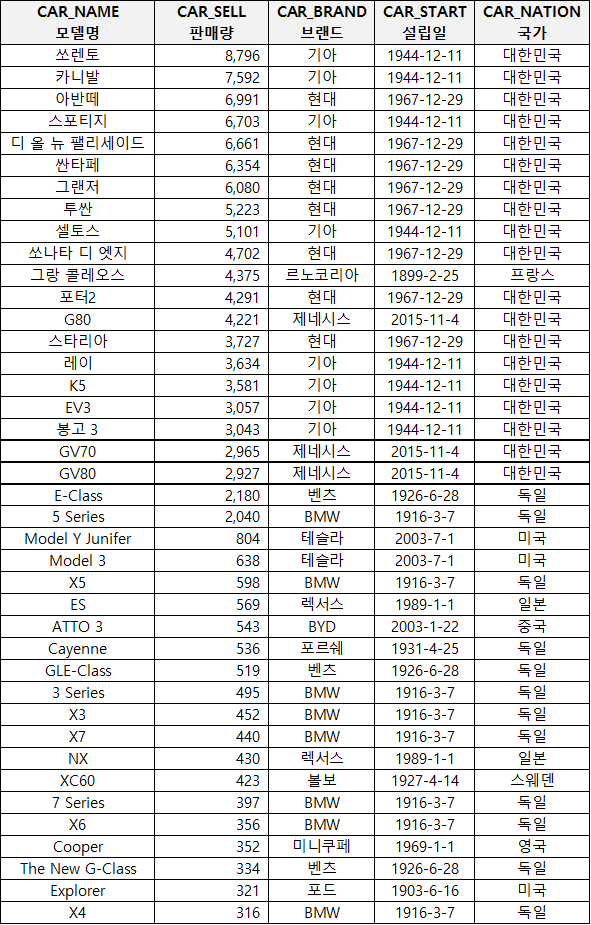 CAR_NAME CAR_SELL CAR_BRAND CAR_START CAR_NATION
모델명 판매량 브랜드 설립일 국가
쏘렌토 8,796 기아 1944-12-11 대한민국
카니발 7,592 기아 1944-12-11 대한민국
아반떼 6,991 현대 1967-12-29 대한민국
스포티지 6,703 기아 1944-12-11 대한민국
디 올 뉴 팰리세이드 6,661 현대 1967-12-29 대한민국
싼타페 6,354 현대 1967-12-29 대한민국
그랜저 6,080 현대 1967-12-29 대한민국
투싼 5,223 현대 1967-12-29 대한민국
셀토스 5,101 기아 1944-12-11 대한민국
쏘나타 디 엣지 4,702 현대 1967-12-29 대한민국
그랑 콜레오스 4,375 르노코리아 1899-2-25 프랑스
포터2 4,291 현대 1967-12-29 대한민국
G80 4,221 제네시스 2015-11-4 대한민국
스타리아 3,727 현대 1967-12-29 대한민국
레이 3,634 기아 1944-12-11 대한민국
K5 3,581 기아 1944-12-11 대한민국
EV3 3,057 기아 1944-12-11 대한민국
봉고 3 3,043 기아 1944-12-11 대한민국
GV70 2,965 제네시스 2015-11-4 대한민국
GV80 2,927 제네시스 2015-11-4 대한민국
E-Class 2,180 벤츠 1926-6-28 독일
5 Series 2,040 BMW 1916-3-7 독일
Model Y Junifer 804 테슬라 2003-7-1 미국
Model 3 638 테슬라 2003-7-1 미국
X5 598 BMW 1916-3-7 독일
ES 569 렉서스 1989-1-1 일본
ATTO 3 543 BYD 2003-1-22 중국
Cayenne 536 포르쉐 1931-4-25 독일
GLE-Class 519 벤츠 1926-6-28 독일
3 Series 495 BMW 1916-3-7 독일
X3 452 BMW 1916-3-7 독일
X7 440 BMW 1916-3-7 독일
NX 430 렉서스 1989-1-1 일본
XC60 423 볼보 1927-4-14 스웨덴
7 Series 397 BMW 1916-3-7 독일
X6 356 BMW 1916-3-7 독일
Cooper 352 미니쿠페 1969-1-1 영국
The New G-Class 334 벤츠 1926-6-28 독일
Explorer 321 포드 1903-6-16 미국
X4 316 BMW 1916-3-7 독일